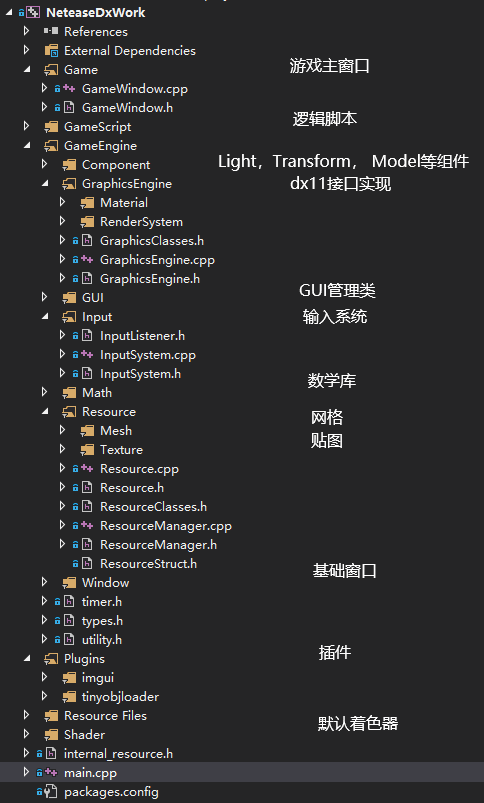 NeteaseDxWork
References
External Dependencies
Game 游戏主窗口
GameWindow.cpp
GameWindow.h
GameScript 逻辑脚本
GameEngine
Component Light，Transform， Model等组件
GraphicsEngine dx11接口实现
Material
RenderSystem
GraphicsClasses.h
GraphicsEngine.cpp
GraphicsEngine.h
GUI GUI管理类
Input 输入系统
InputListener.h
InputSystem.cpp
InputSystem.h
Math 数学库
Resource
Mesh 网格
Texture 贴图
Resource.cpp
Resource.h
ResourceClasses.h
ResourceManager.cpp
ResourceManager.h
ResourceStruct.h
Window 基础窗口
timer.h
types.h
utility.h
Plugins 插件
imgui
tinyobjloader
Resource Files
Shader 默认着色器
internal_resource.h
main.cpp
packages.config